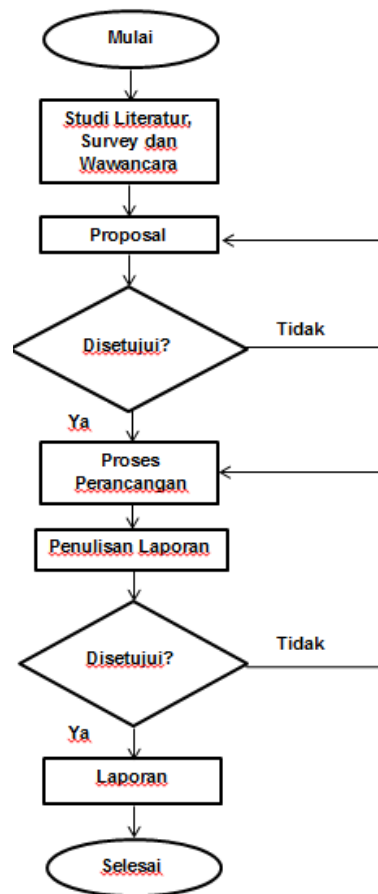 Mulai
Studi Literatur,
Survey dan
Wawancara
Proposal
Disetujui?
Tidak
Ya
Proses
Perancangan
Penulisan Laporan
Disetujui?
Tidak
Ya
Laporan
Selesai